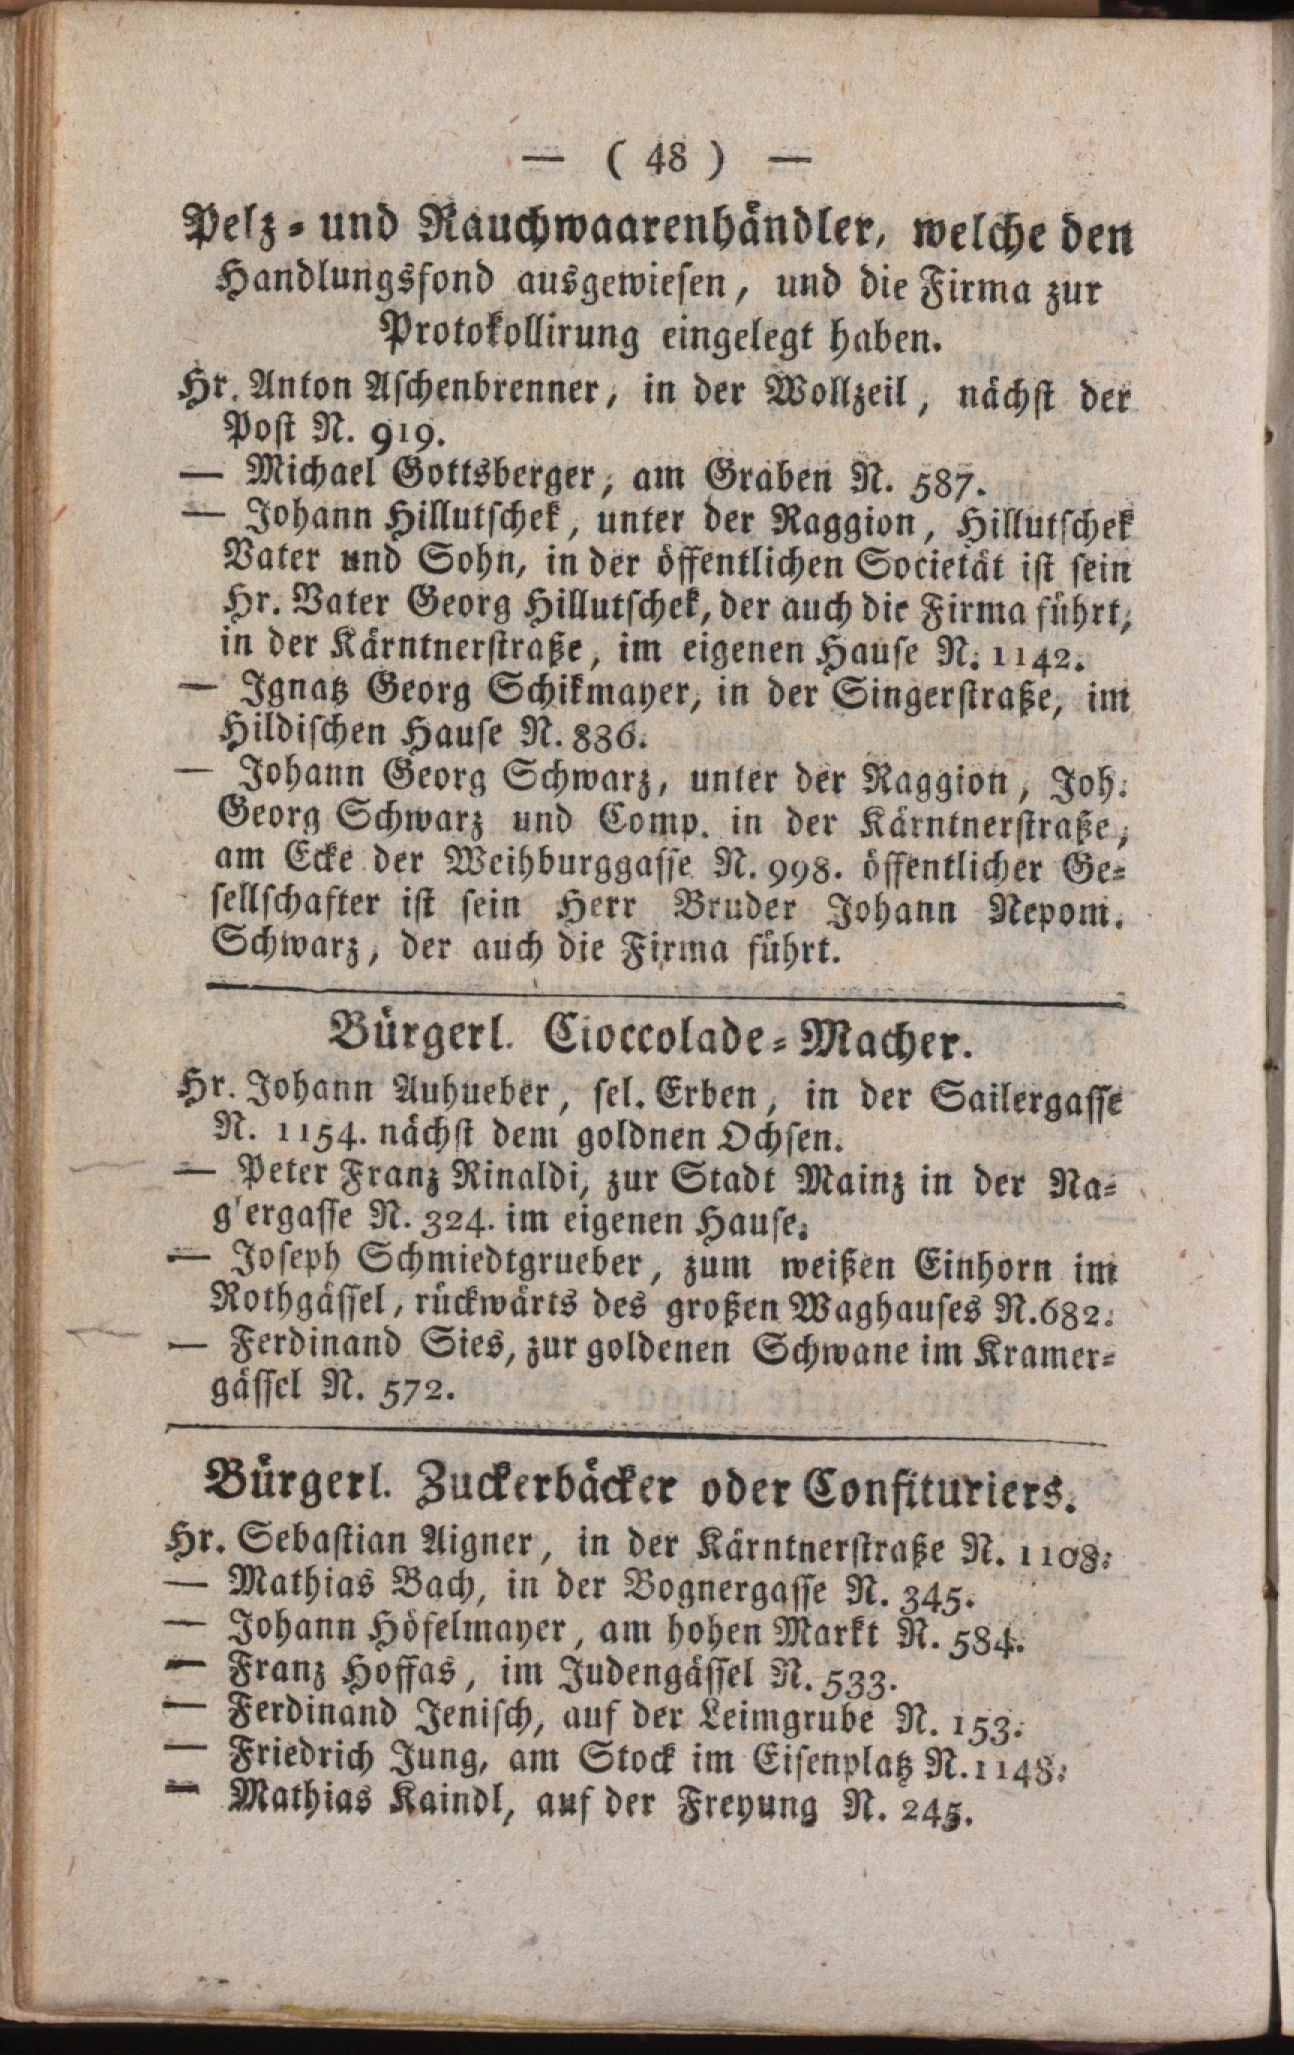 — ( 48 ) —
Pelz- und Rauchwaarenhändler, welche den
Handlungsfond ausgewiesen, und die Firma zur
Protokollirung eingelegt haben.
Hr. Anton Aschenbrenner, in der Wollzeil, nächst der
Post N. 919.
— Michael Gottsberger, am Graben N. 587.
— Johann Hillutschek, unter der Raggion, Hillutschek
Vater und Sohn, in der öffentlichen Societät ist sein
Hr. Vater Georg Hillutschek, der auch die Firma führt,
in der Kärntnerstraße, im eigenen Hause N. 1142.
— Ignatz Georg Schikmayer, in der Singerstraße, im
Hildischen Hause N. 886.
— Johann Georg Schwarz, unter der Raggion, Joh.
Georg Schwarz und Comp. in der Kärntnerstraße,
am Ecke der Weihburggasse N. 998. öffentlicher Ge-
sellschafter ist sein Herr Bruder Johann Nepom.
Schwarz, der auch die Firma führt.
Bürgerl. Cioccolade-Macher.
Hr. Johann Auhueber, sel. Erben, in der Sailergasse
N. 1154. nächst dem goldnen Ochsen.
— Peter Franz Rinaldi, zur Stadt Mainz in der Na-
glergasse N. 324. im eigenen Hause.
— Joseph Schmiedtgrueber, zum weißen Einhorn im
Rothgässel, rückwärts des großen Waghauses N. 682.
— Ferdinand Sies, zur goldenen Schwane im Kramer-
gässel N. 572.
Bürgerl. Zuckerbäcker oder Confituriers.
Hr. Sebastian Aigner, in der Kärntnerstraße N. 1108.
— Mathias Bach, in der Bognergasse N. 345.
— Johann Höfelmayer, am hohen Markt N. 584.
— Franz Hoffas, im Judengässel N. 533.
— Ferdinand Jenisch, auf der Leimgrube N. 153.
— Friedrich Jung, am Stock im Eisenplatz N. 1148.
— Mathias Kaindl, auf der Freyung N. 245.